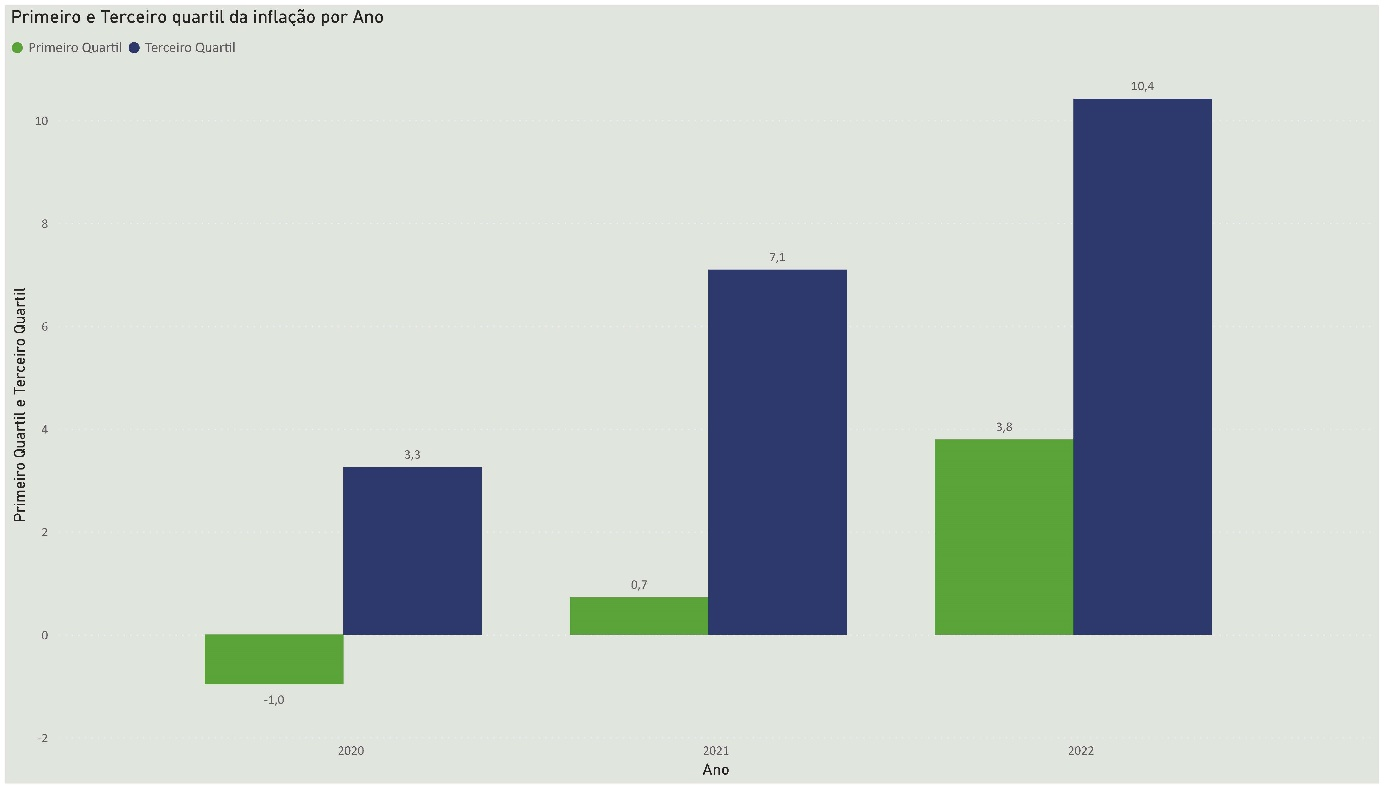 Primeiro e Terceiro quartil da inflação por Ano
Primeiro Quartil Terceiro Quartil
Primeiro Quartil e Terceiro Quartil
10
8
6
4
2
0
-2
-1,0
3,3
0,7
7,1
3,8
10,4
2020 2021 2022
Ano